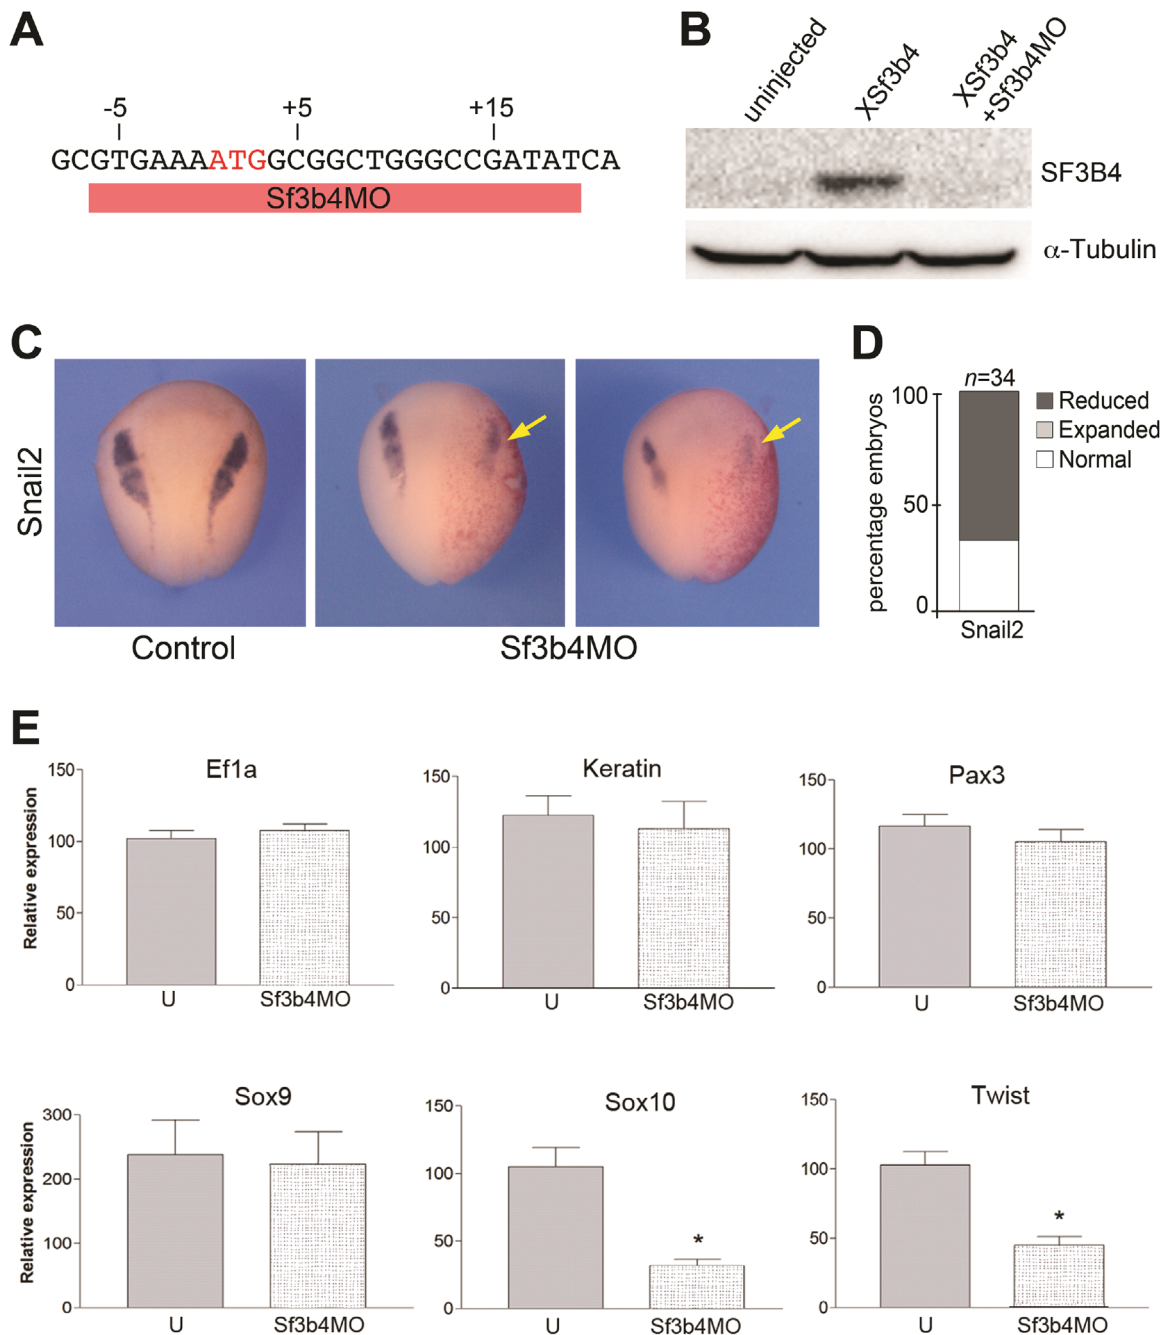 A
-5 +5 +15
GCGTGAAAATGGCGGCTGGGCCGATATCA
Sf3b4MO
B
uninjected
XSf3b4
XSf3b4
+Sf3b4MO
SF3B4
α-Tubulin
C
Snail2
Control
Sf3b4MO
D
n=34
percentage embryos
100
50
0
Snail2
Reduced
Expanded
Normal
E
Ef1a
Relative expression
150
100
50
0
U Sf3b4MO
Keratin
150
100
50
0
U Sf3b4MO
Pax3
150
100
50
0
U Sf3b4MO
Sox9
Relative expression
300
200
100
0
U Sf3b4MO
Sox10
150
100
50
0
*
U Sf3b4MO
Twist
150
100
50
0
*
U Sf3b4MO